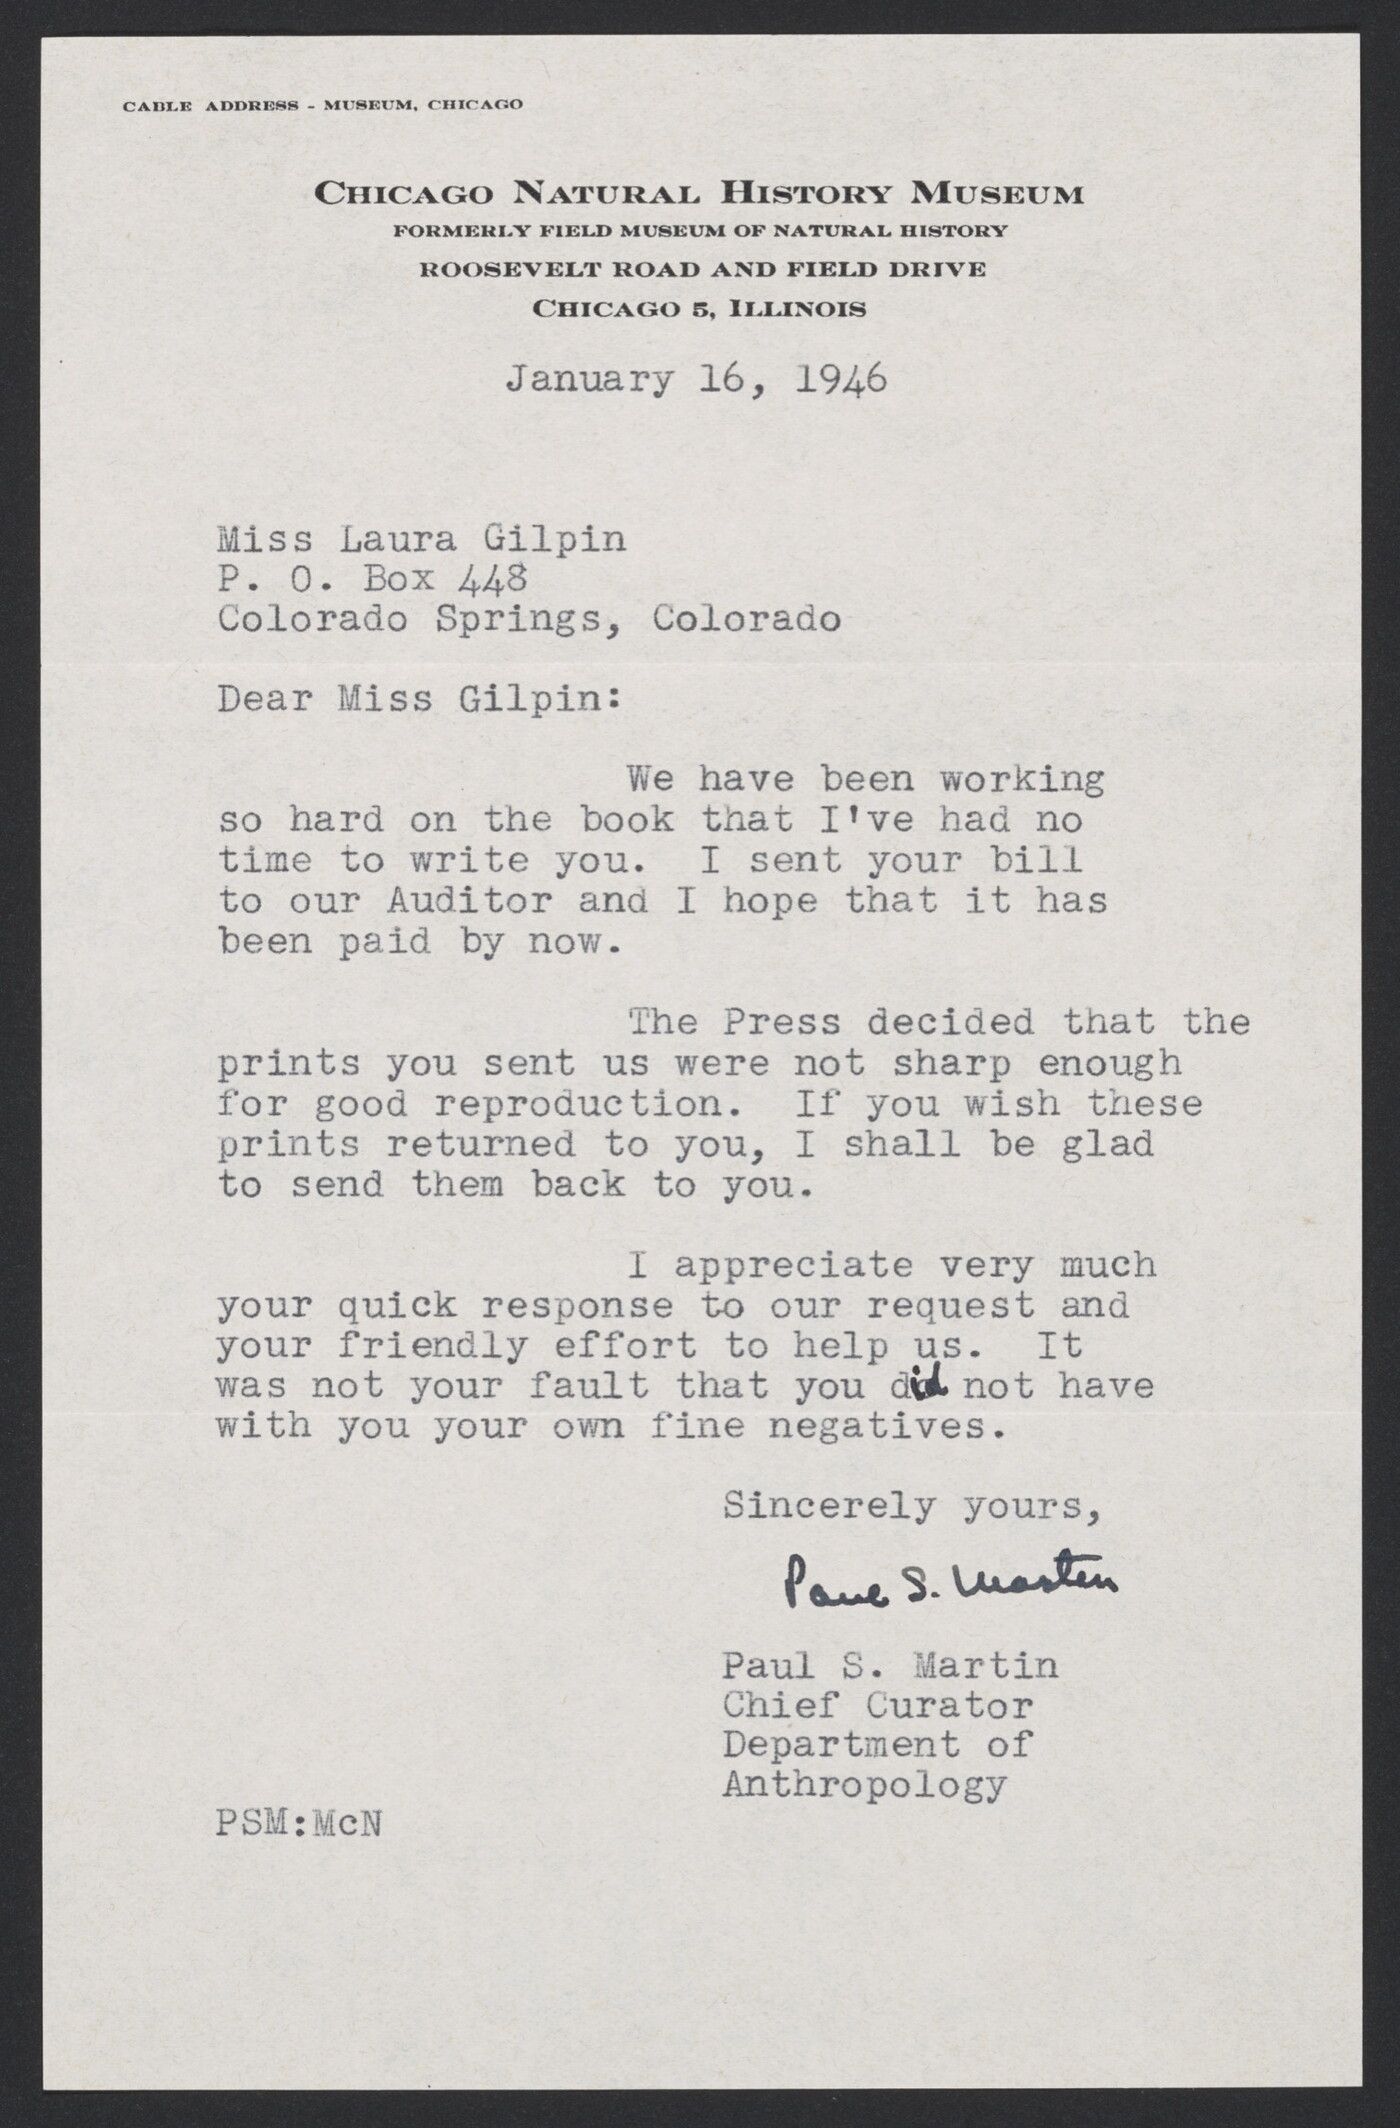 CABLE ADDRESS - MUSEUM, CHICAGO
CHICAGO NATURAL HISTORY MUSEUM
FORMERLY FIELD MUSEUM OF NATURAL HISTORY
ROOSEVELT ROAD AND FIELD DRIVE
CHICAGO 5, ILLINOIS
January 16, 1946
Miss Laura Gilpin
P. O. Box 448
Colorado Springs, Colorado
Dear Miss Gilpin:
We have been working
so hard on the book that I've had no
time to write you.  I sent your bill
to our Auditor and I hope that it has
been paid by now.
The Press decided that the
prints you sent us were not sharp enough
for good reproduction.  If you wish these
prints returned to you, I shall be glad
to send them back to you.
I appreciate very much
your quick response to our request and
your friendly effort to help us.  It
was not your fault that you did not have
with you your own fine negatives.
Sincerely yours,
Paul S. Martin
Paul S. Martin
Chief Curator
Department of
Anthropology
PSM:McN